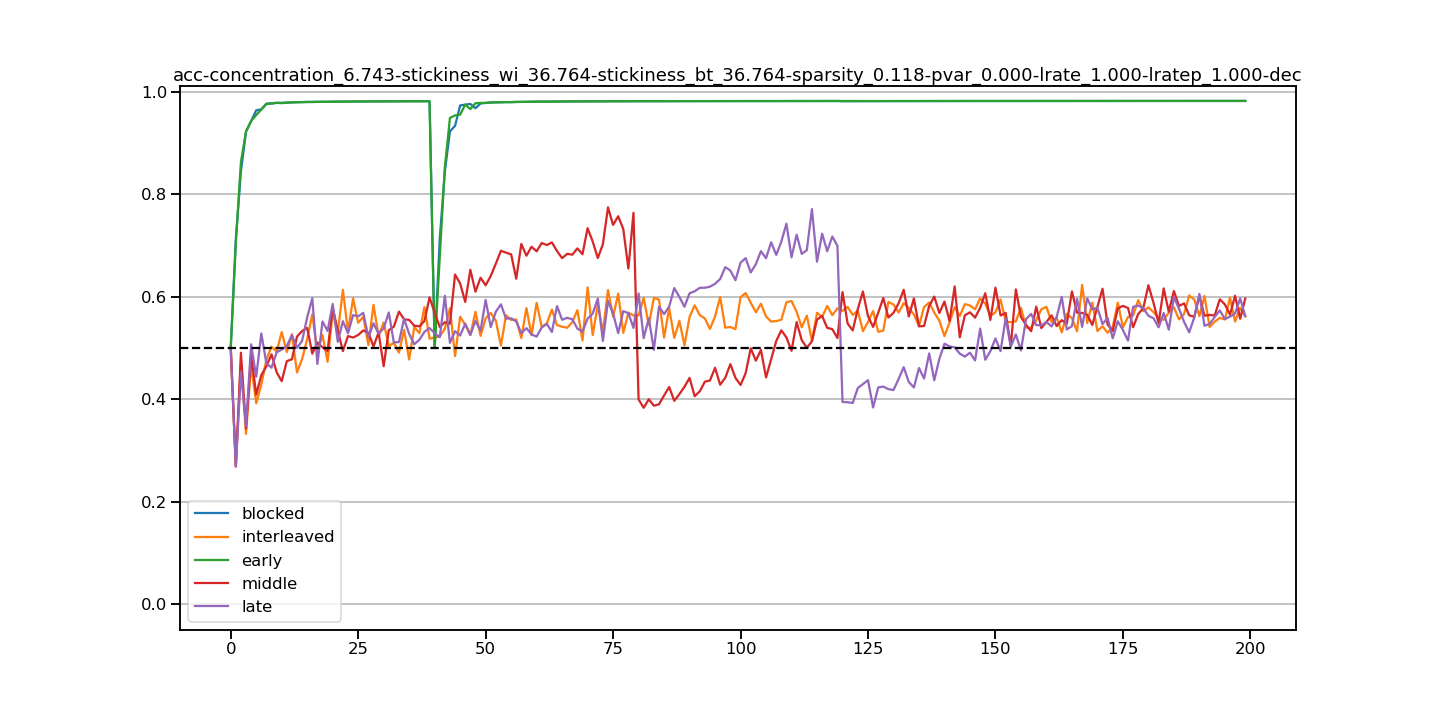 acc-concentration_6.743-stickiness_wi_36.764-stickiness_bt_36.764-sparsity_0.118-pvar_0.000-lrate_1.000-lratep_1.000-dec
1.0
0.8
0.6
0.4
0.2
0.0
blocked
interleaved
early
middle
late
0 25 50 75 100 125 150 175 200